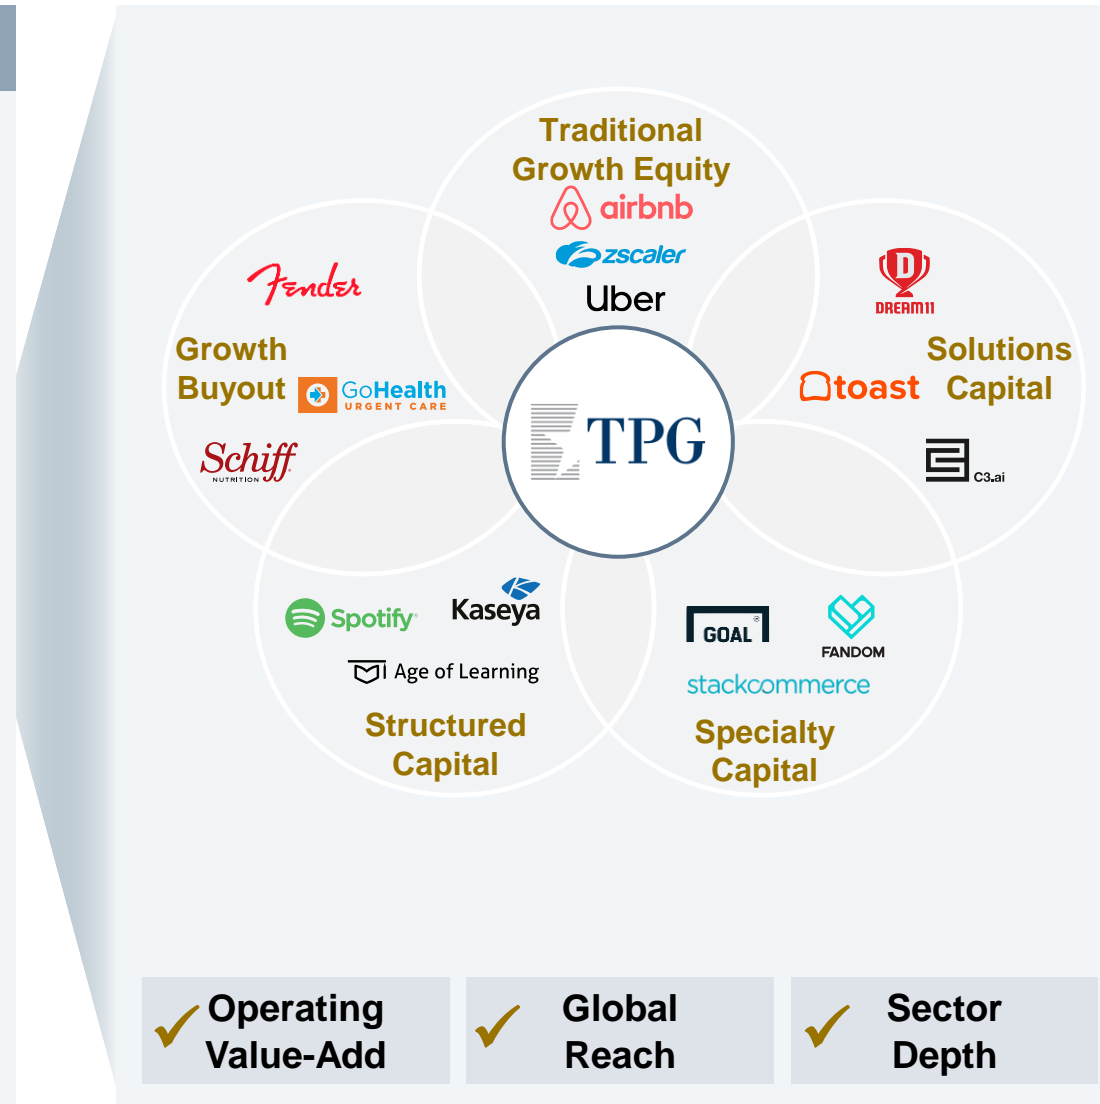 Traditional
Growth Equity
airbnb
zscaler
Uber
Fender
Growth
Buyout
GoHealth
URGENT CARE
Schiff
NUTRITION
TPG
D
DREAM11
Solutions
Capital
toast
C3.ai
Spotify
Kaseya
Age of Learning
Structured
Capital
GOAL
FANDOM
stackcommerce
Specialty
Capital
Operating
Value-Add
Global
Reach
Sector
Depth